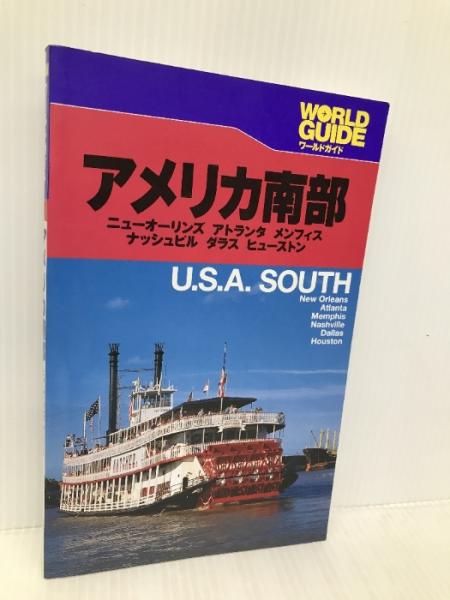 WORLD
GUIDE
ワールドガイド
アメリカ南部
ニューオーリンズ アトランタ メンフィス
ナッシュビル ダラス ヒューストン
U.S.A. SOUTH
New Orleans
Atlanta
Memphis
Nashville
Dallas
Houston